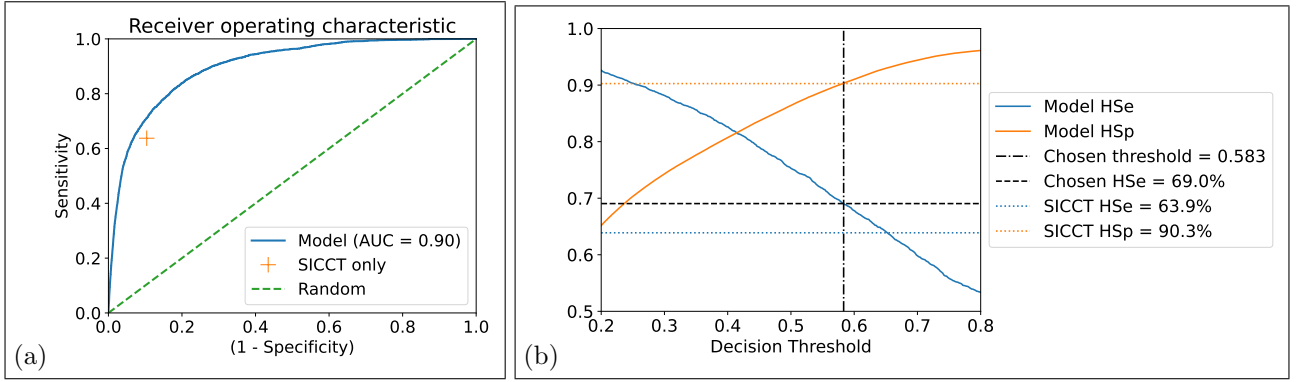 Receiver operating characteristic
1.0
0.8
0.6
0.4
0.2
0.0
Sensitivity
0.0 0.2 0.4 0.6 0.8 1.0
(1 - Specificity)
Model (AUC = 0.90)
SICCT only
Random
(a)
1.0
0.9
0.8
0.7
0.6
0.5
0.2 0.3 0.4 0.5 0.6 0.7 0.8
Decision Threshold
(b)
Model HSe
Model HSp
Chosen threshold = 0.583
Chosen HSe = 69.0%
SICCT HSe = 63.9%
SICCT HSp = 90.3%